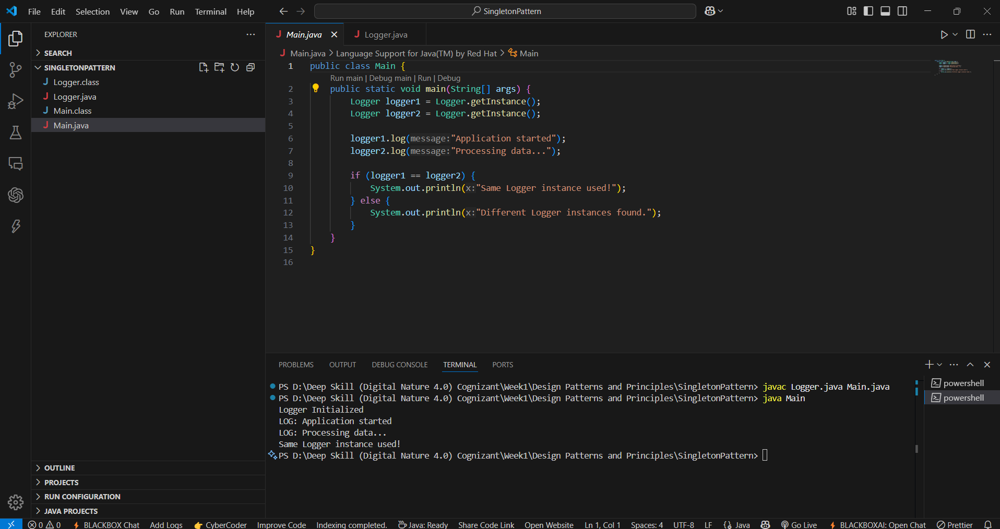 File Edit Selection View Go Run Terminal Help
SingletonPattern
EXPLORER
SEARCH
SINGLETONPATTERN
J Logger.class
J Logger.java
J Main.class
J Main.java
OUTLINE
PROJECTS
RUN CONFIGURATION
JAVA PROJECTS
J Main.java
J Logger.java
J Main.java > Language Support for Java(TM) by Red Hat > Main
1 public class Main {
Run main | Debug main | Run | Debug
2 public static void main(String[] args) {
3 Logger logger1 = Logger.getInstance();
4 Logger logger2 = Logger.getInstance();
5
6 logger1.log(message:"Application started");
7 logger2.log(message:"Processing data...");
8
9 if (logger1 == logger2) {
10 System.out.println(x:"Same Logger instance used!");
11 } else {
12 System.out.println(x:"Different Logger instances found.");
13 }
14 }
15 }
16
PROBLEMS OUTPUT DEBUG CONSOLE TERMINAL PORTS
PS D:\Deep Skill (Digital Nature 4.0) Cognizant\Week1\Design Patterns and Principles\SingletonPattern> javac Logger.java Main.java
PS D:\Deep Skill (Digital Nature 4.0) Cognizant\Week1\Design Patterns and Principles\SingletonPattern> java Main
Logger Initialized
LOG: Application started
LOG: Processing data...
Same Logger instance used!
PS D:\Deep Skill (Digital Nature 4.0) Cognizant\Week1\Design Patterns and Principles\SingletonPattern>
powershell
powershell
0 0 BLACKBOX Chat Add Logs CyberCoder Improve Code Indexing completed. Java: Ready Share Code Link Open Website Ln 1, Col 1 Spaces: 4 UTF-8 LF {} Java Go Live BLACKBOXAI: Open Chat Prettier